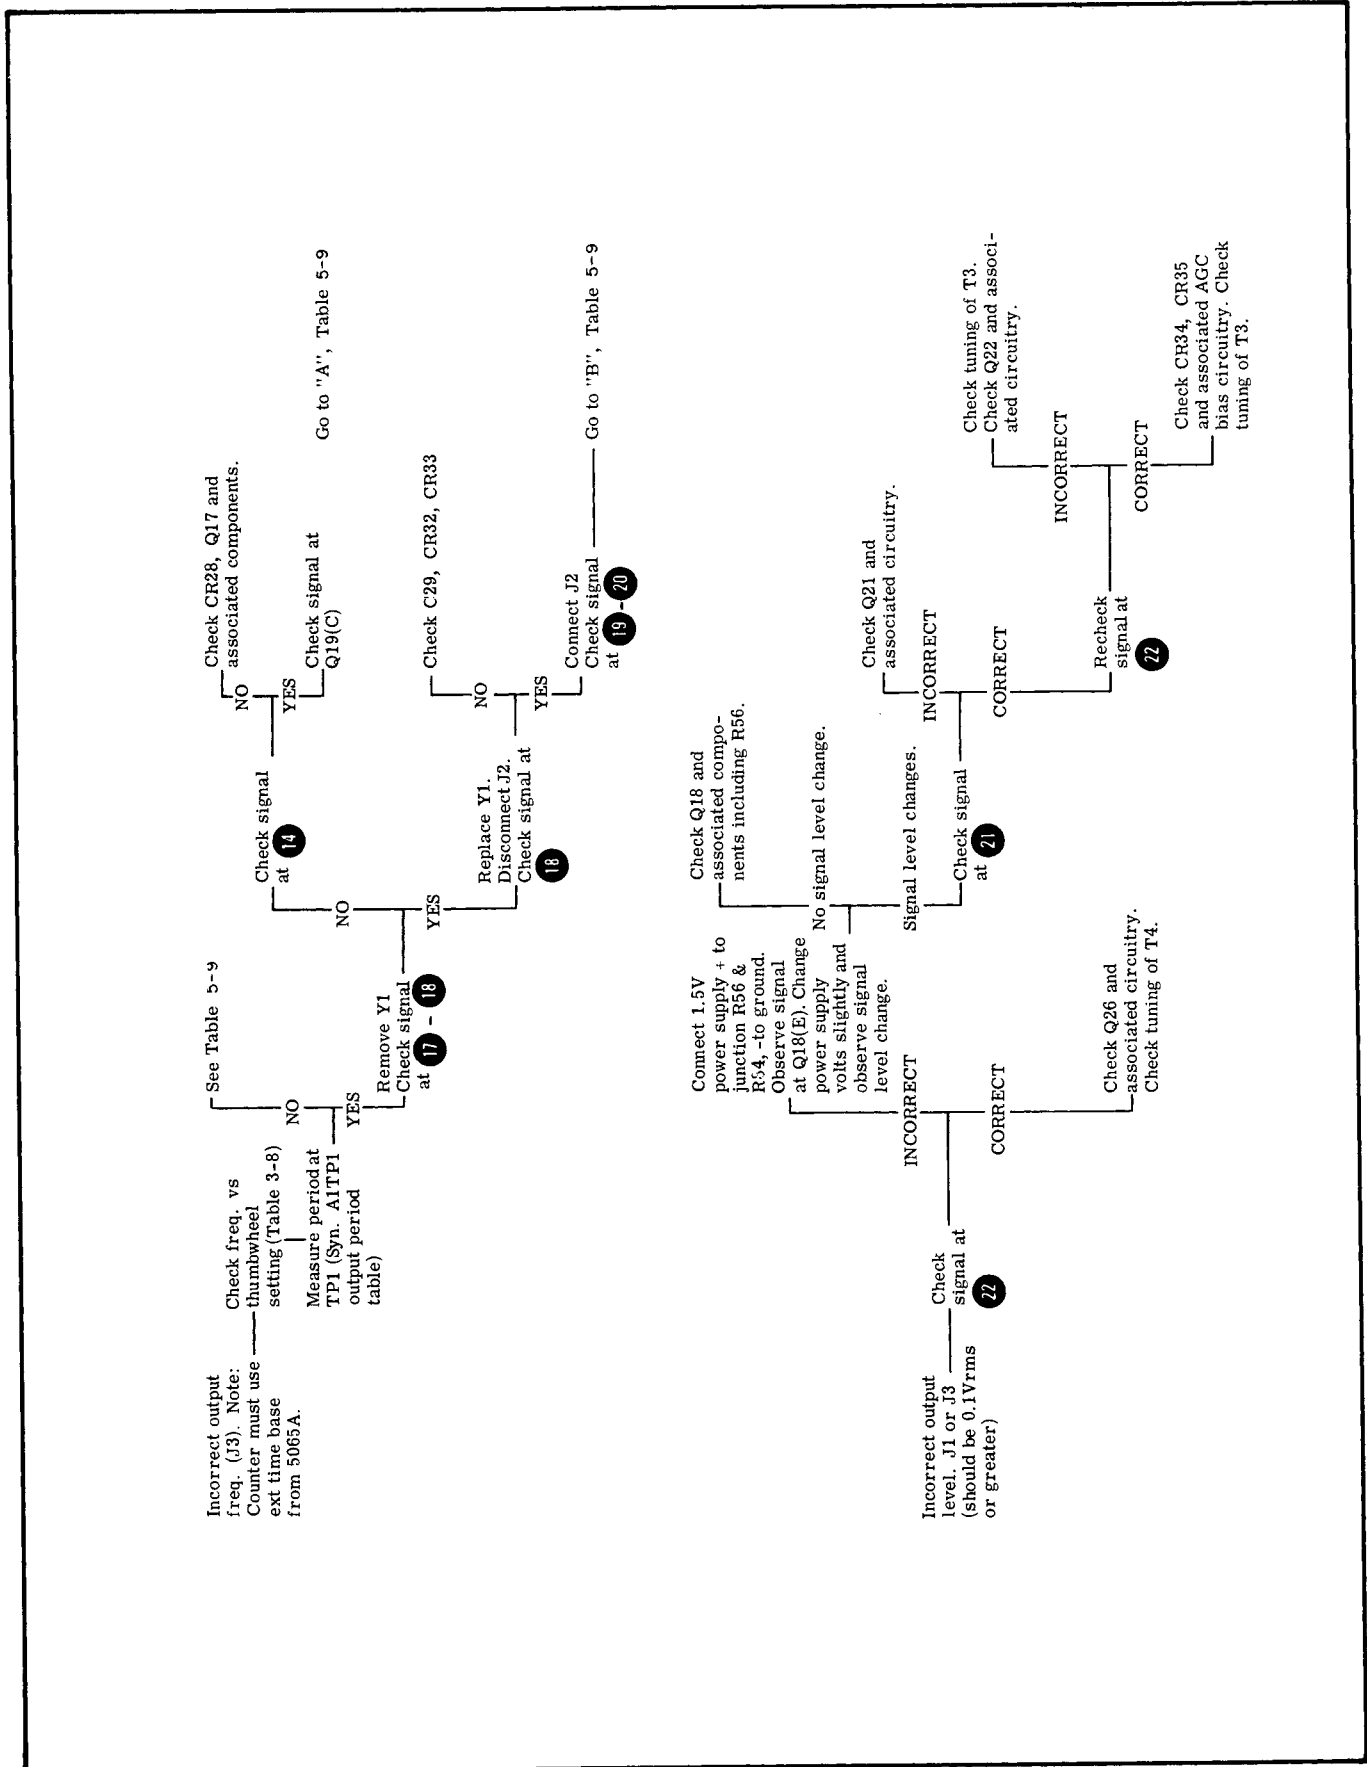 Incorrect output
freq. (J3). Note:
Counter must use
ext time base
from 5065A.
Check freq. vs
thumbwheel
setting (Table 3-8)
Measure period at
TP1 (Syn. A1TP1
output period
table)
NO
See Table 5-9
YES
Remove Y1
Check signal
at 17 - 18
NO
Check signal
at 14
NO
Check CR28, Q17 and
associated components.
YES
Check signal at
Q19(C)
Go to "A", Table 5-9
YES
Replace Y1.
Disconnect J2.
Check signal at
18
NO
Check C29, CR32, CR33
YES
Connect J2
Check signal
at 19 - 20
Go to "B", Table 5-9
Incorrect output
level. J1 or J3
(should be 0.1Vrms
or greater)
Check
signal at
22
INCORRECT
Connect 1.5V
power supply + to
junction R56 &
R54, -to ground.
Observe signal
at Q18(E). Change
power supply
volts slightly and
observe signal
level change.
No signal level change.
Check Q18 and
associated compo-
nents including R56.
Signal level changes.
Check signal
at 21
INCORRECT
Check Q21 and
associated circuitry.
CORRECT
Recheck
signal at
22
INCORRECT
Check tuning of T3.
Check Q22 and associ-
ated circuitry.
CORRECT
Check CR34, CR35
and associated AGC
bias circuitry. Check
tuning of T3.
CORRECT
Check Q26 and
associated circuitry.
Check tuning of T4.